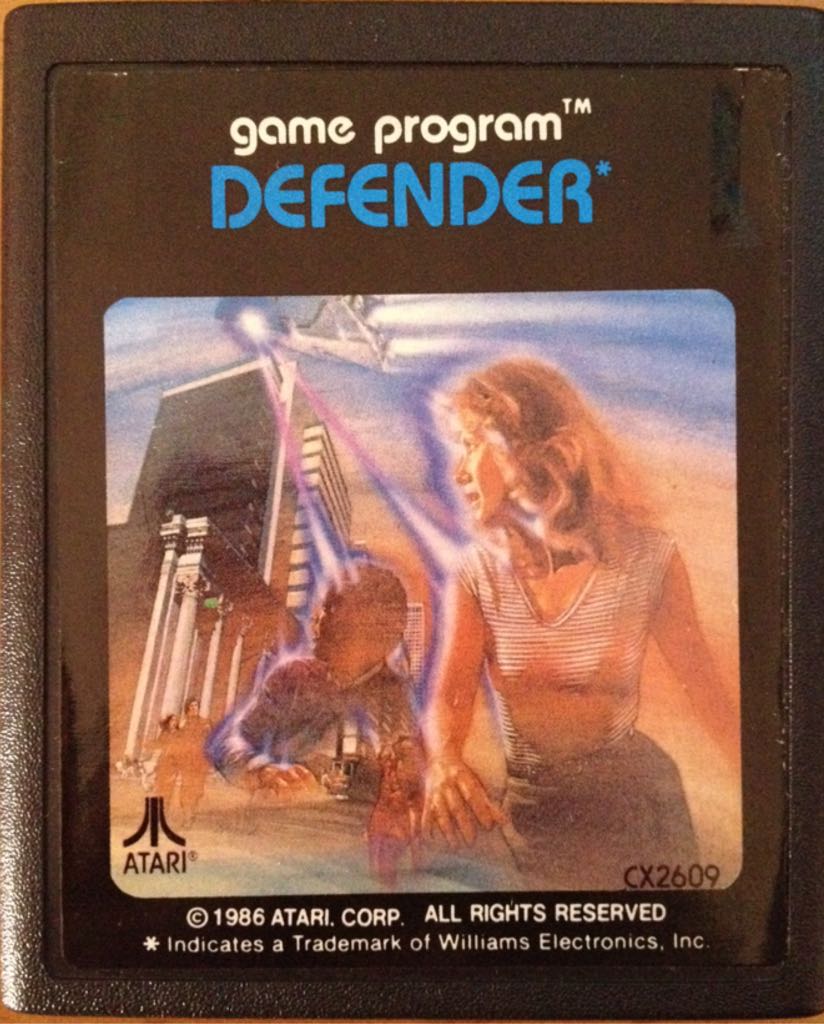 game program™
DEFENDER*
ATARI®
CX2609
© 1986 ATARI. CORP. ALL RIGHTS RESERVED
* Indicates a Trademark of Williams Electronics, Inc.